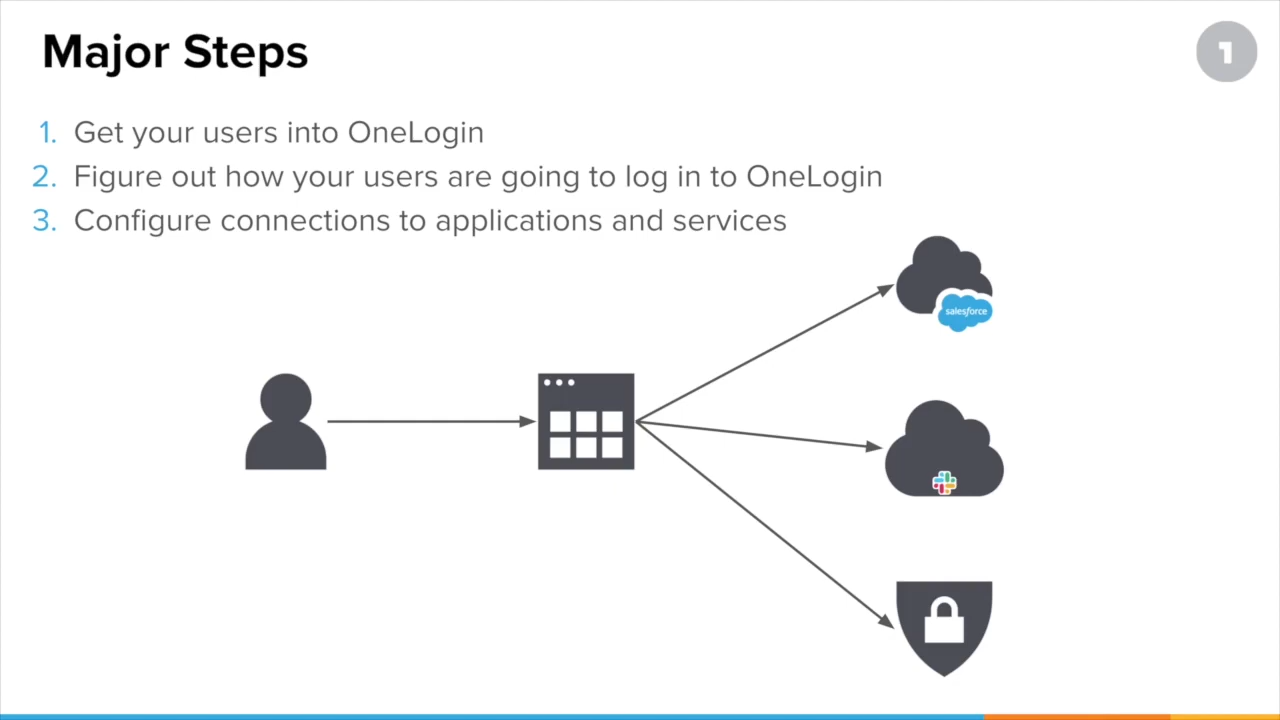 Major Steps
1
1. Get your users into OneLogin
2. Figure out how your users are going to log in to OneLogin
3. Configure connections to applications and services
salesforce